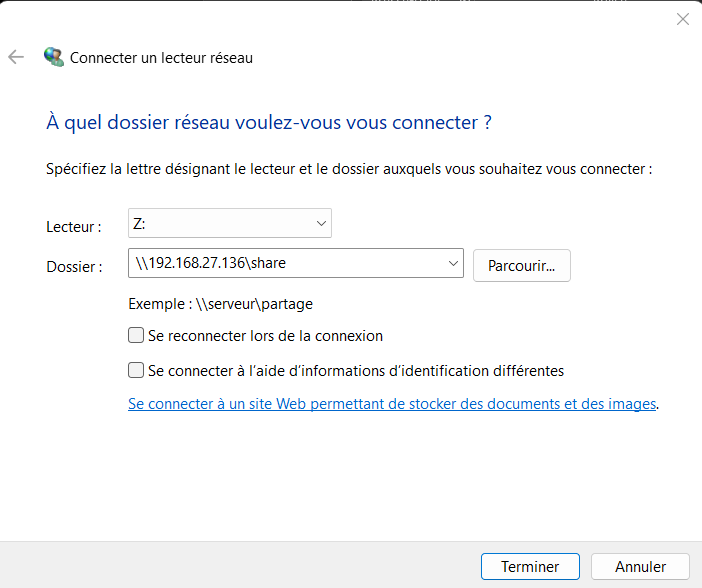 Connecter un lecteur réseau
À quel dossier réseau voulez-vous vous connecter ?
Spécifiez la lettre désignant le lecteur et le dossier auxquels vous souhaitez vous connecter :
Lecteur : Z:
Dossier : \\192.168.27.136\share Parcourir...
Exemple : \\serveur\partage
Se reconnecter lors de la connexion
Se connecter à l’aide d’informations d’identification différentes
Se connecter à un site Web permettant de stocker des documents et des images.
Terminer Annuler